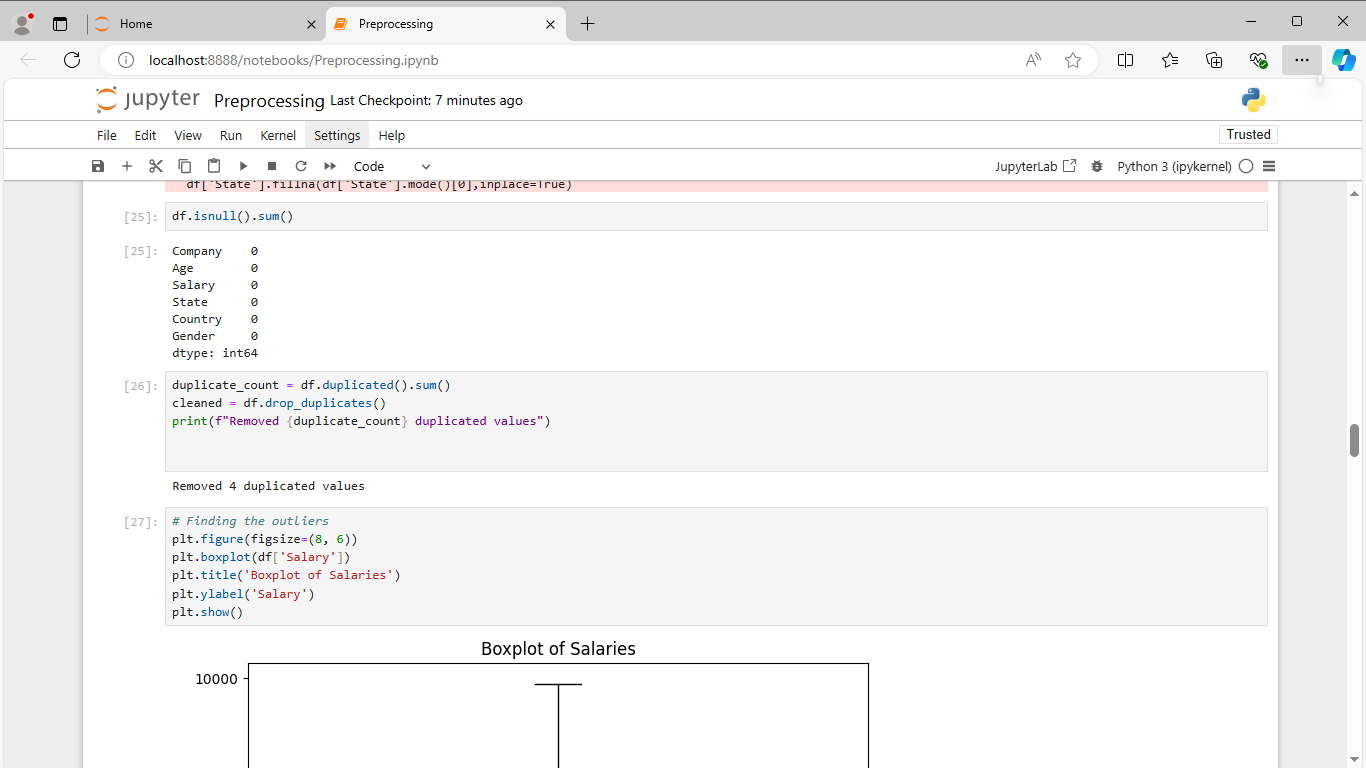 Home
Preprocessing
localhost:8888/notebooks/Preprocessing.ipynb
jupyter Preprocessing Last Checkpoint: 7 minutes ago
File Edit View Run Kernel Settings Help
Trusted
Code
JupyterLab
Python 3 (ipykernel)
df['State'].fillna(df['State'].mode()[0],inplace=True)
[25]: df.isnull().sum()
[25]: Company 0
Age 0
Salary 0
State 0
Country 0
Gender 0
dtype: int64
[26]: duplicate_count = df.duplicated().sum()
cleaned = df.drop_duplicates()
print(f"Removed {duplicate_count} duplicated values")
Removed 4 duplicated values
[27]: # Finding the outliers
plt.figure(figsize=(8, 6))
plt.boxplot(df['Salary'])
plt.title('Boxplot of Salaries')
plt.ylabel('Salary')
plt.show()
Boxplot of Salaries
10000